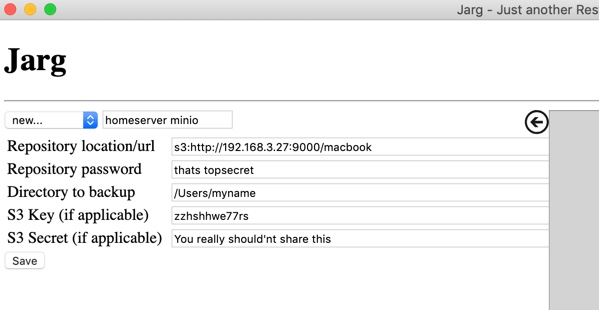 Jarg - Just another Res
Jarg
new... homeserver minio
Repository location/url s3:http://192.168.3.27:9000/macbook
Repository password thats topsecret
Directory to backup /Users/myname
S3 Key (if applicable) zzhshhwe77rs
S3 Secret (if applicable) You really should'nt share this
Save